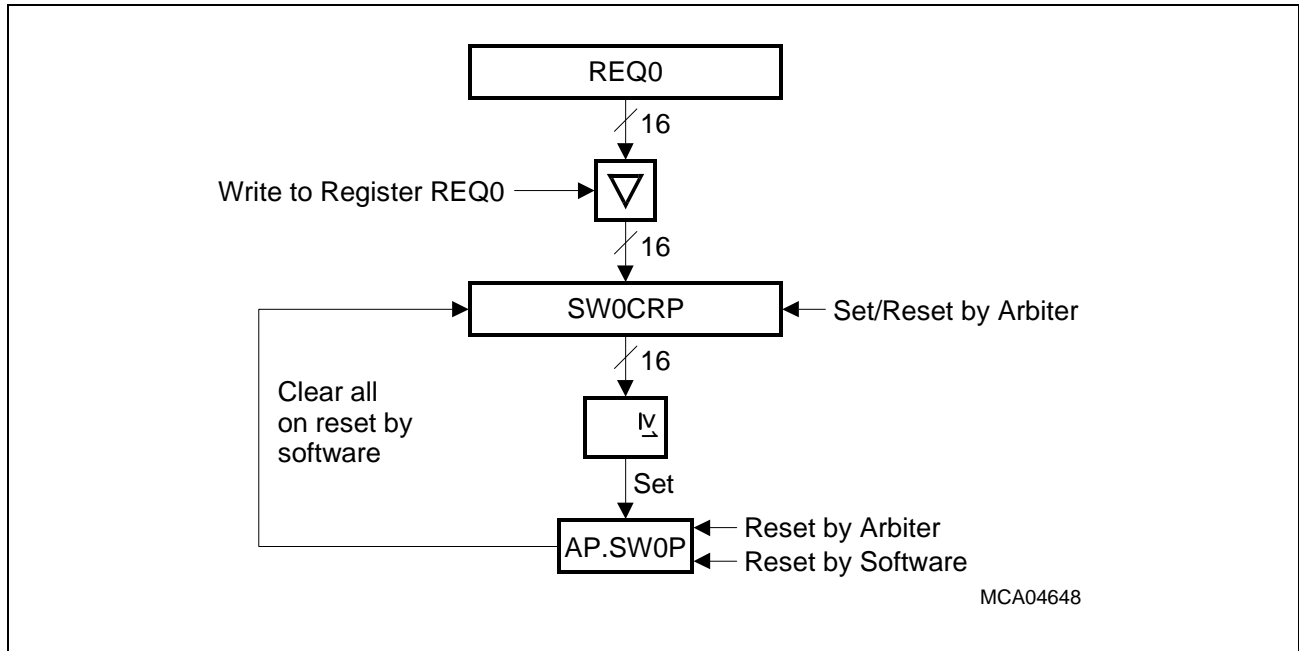 REQ0
16
Write to Register REQ0
16
SW0CRP
Set/Reset by Arbiter
16
Clear all
on reset by
software
≥1
Set
AP.SW0P
Reset by Arbiter
Reset by Software
MCA04648